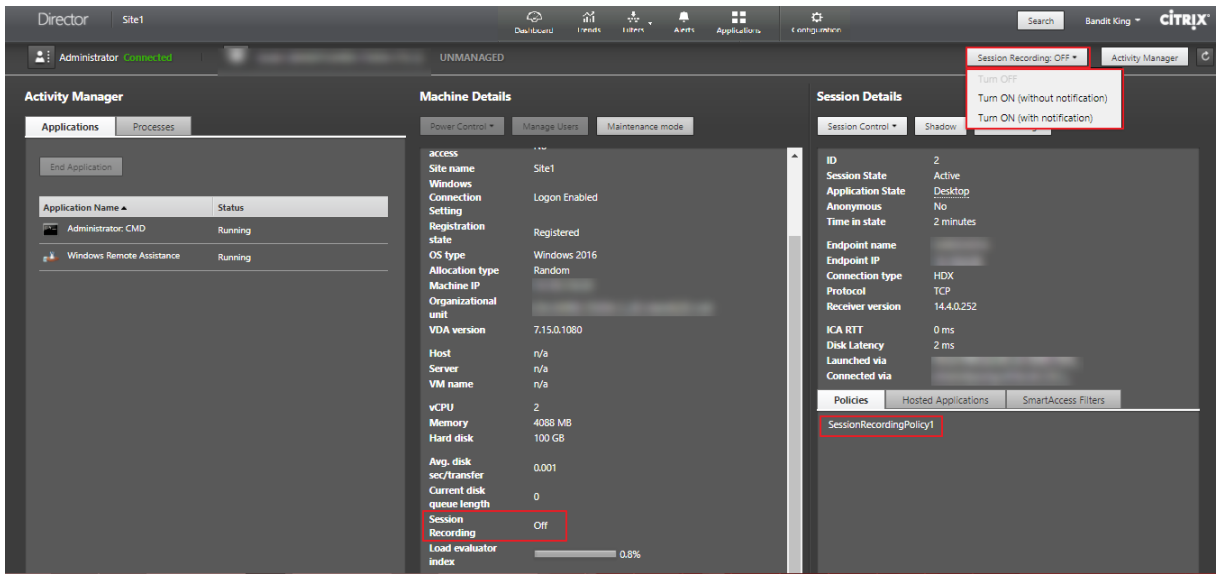 Director Site1 Dashboard Trends Filters Alerts Applications Configuration Search Bandit King CİTRIX
Administrator Connected UNMANAGED Session Recording: OFF Activity Manager
Turn OFF
Turn ON (without notification)
Turn ON (with notification)
Activity Manager
Applications Processes
End Application
Application Name Status
Administrator: CMD Running
Windows Remote Assistance Running
Machine Details
Power Control Manage Users Maintenance mode
access
Site name Site1
Windows
Connection Logon Enabled
Setting
Registration
state Registered
OS type Windows 2016
Allocation type Random
Machine IP
Organizational
unit
VDA version 7.15.0.1080
Host n/a
Server n/a
VM name n/a
vCPU 2
Memory 4088 MB
Hard disk 100 GB
Avg. disk
sec/transfer 0.001
Current disk
queue length 0
Session
Recording Off
Load evaluator
index 0.8%
Session Details
Session Control Shadow
ID 2
Session State Active
Application State Desktop
Anonymous No
Time in state 2 minutes
Endpoint name
Endpoint IP
Connection type HDX
Protocol TCP
Receiver version 14.4.0.252
ICA RTT 0 ms
Disk Latency 2 ms
Launched via
Connected via
Policies Hosted Applications SmartAccess Filters
SessionRecordingPolicy1